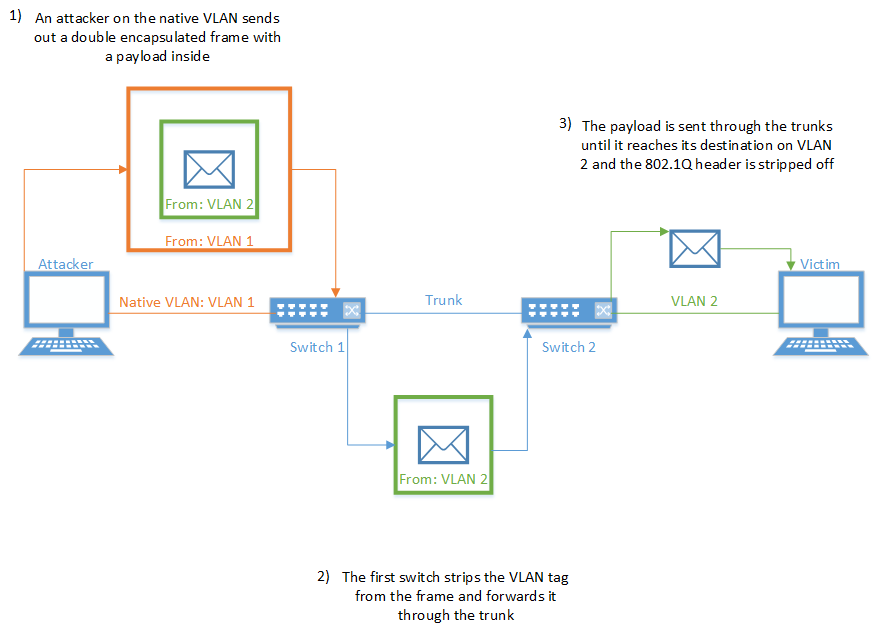 1) An attacker on the native VLAN sends
out a double encapsulated frame with
a payload inside
3) The payload is sent through the trunks
until it reaches its destination on VLAN
2 and the 802.1Q header is stripped off
From: VLAN 2
From: VLAN 1
Attacker
Victim
Native VLAN: VLAN 1
Trunk
VLAN 2
Switch 1
Switch 2
From: VLAN 2
2) The first switch strips the VLAN tag
from the frame and forwards it
through the trunk